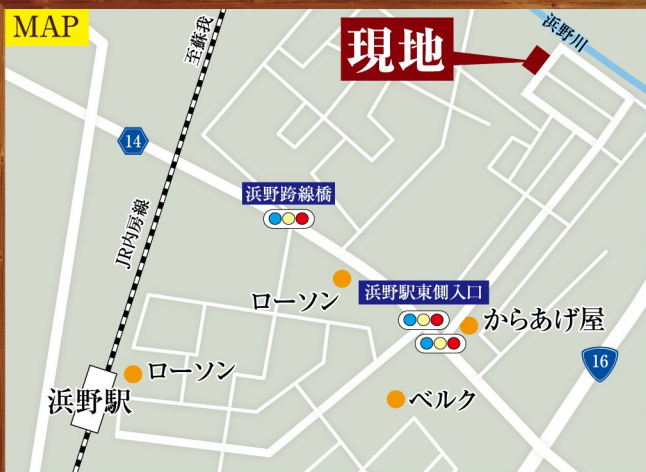 MAP
至蘇我
現地
浜野川
14
浜野跨線橋
JR内房線
ローソン
浜野駅東側入口
からあげ屋
16
ローソン
浜野駅
ベルク